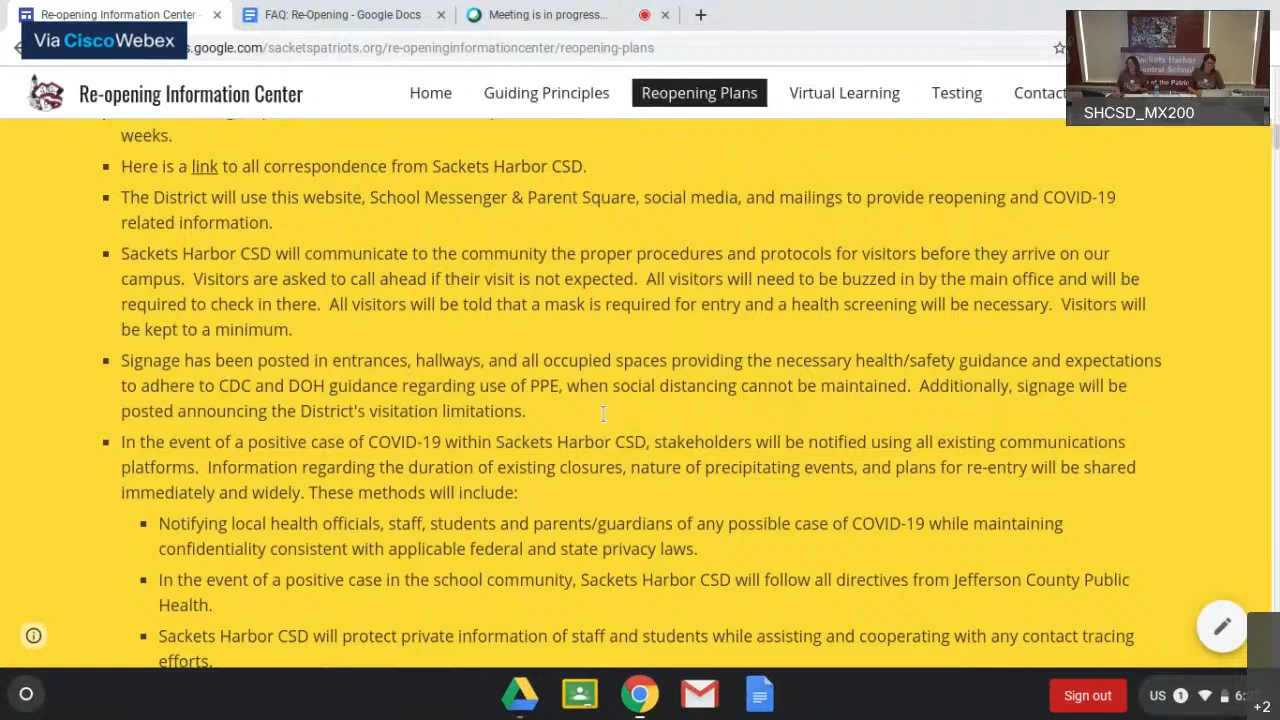 Re-opening Information Center
FAQ: Re-Opening - Google Docs
Meeting is in progress...
Via Cisco Webex
.google.com/sacketspatriots.org/re-openinginformationcenter/reopening-plans
Sackets Harbor
Central School
of the
SHCSD_MX200
Re-opening Information Center
Home
Guiding Principles
Reopening Plans
Virtual Learning
Testing
Contact
weeks.
Here is a link to all correspondence from Sackets Harbor CSD.
The District will use this website, School Messenger & Parent Square, social media, and mailings to provide reopening and COVID-19
related information.
Sackets Harbor CSD will communicate to the community the proper procedures and protocols for visitors before they arrive on our
campus.  Visitors are asked to call ahead if their visit is not expected.  All visitors will need to be buzzed in by the main office and will be
required to check in there.  All visitors will be told that a mask is required for entry and a health screening will be necessary.  Visitors will
be kept to a minimum.
Signage has been posted in entrances, hallways, and all occupied spaces providing the necessary health/safety guidance and expectations
to adhere to CDC and DOH guidance regarding use of PPE, when social distancing cannot be maintained.  Additionally, signage will be
posted announcing the District's visitation limitations.
In the event of a positive case of COVID-19 within Sackets Harbor CSD, stakeholders will be notified using all existing communications
platforms.  Information regarding the duration of existing closures, nature of precipitating events, and plans for re-entry will be shared
immediately and widely. These methods will include:
Notifying local health officials, staff, students and parents/guardians of any possible case of COVID-19 while maintaining
confidentiality consistent with applicable federal and state privacy laws.
In the event of a positive case in the school community, Sackets Harbor CSD will follow all directives from Jefferson County Public
Health.
Sackets Harbor CSD will protect private information of staff and students while assisting and cooperating with any contact tracing
efforts.
Sign out
US
1
6:
+2